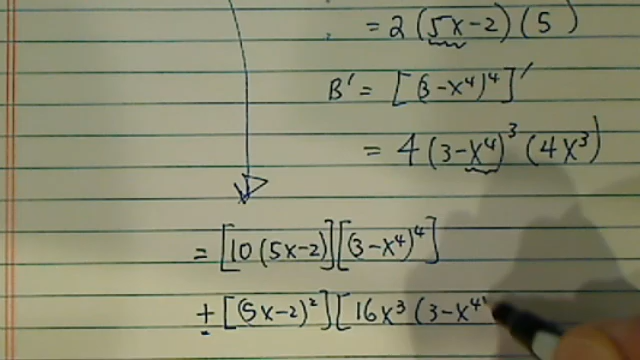 = 2 (5x-2) (5)
B' = [(3-x⁴)⁴]'
= 4 (3-x⁴)³ (4x³)
= [10(5x-2)][(3-x⁴)⁴]
+ [(5x-2)²][16x³ (3-x⁴)